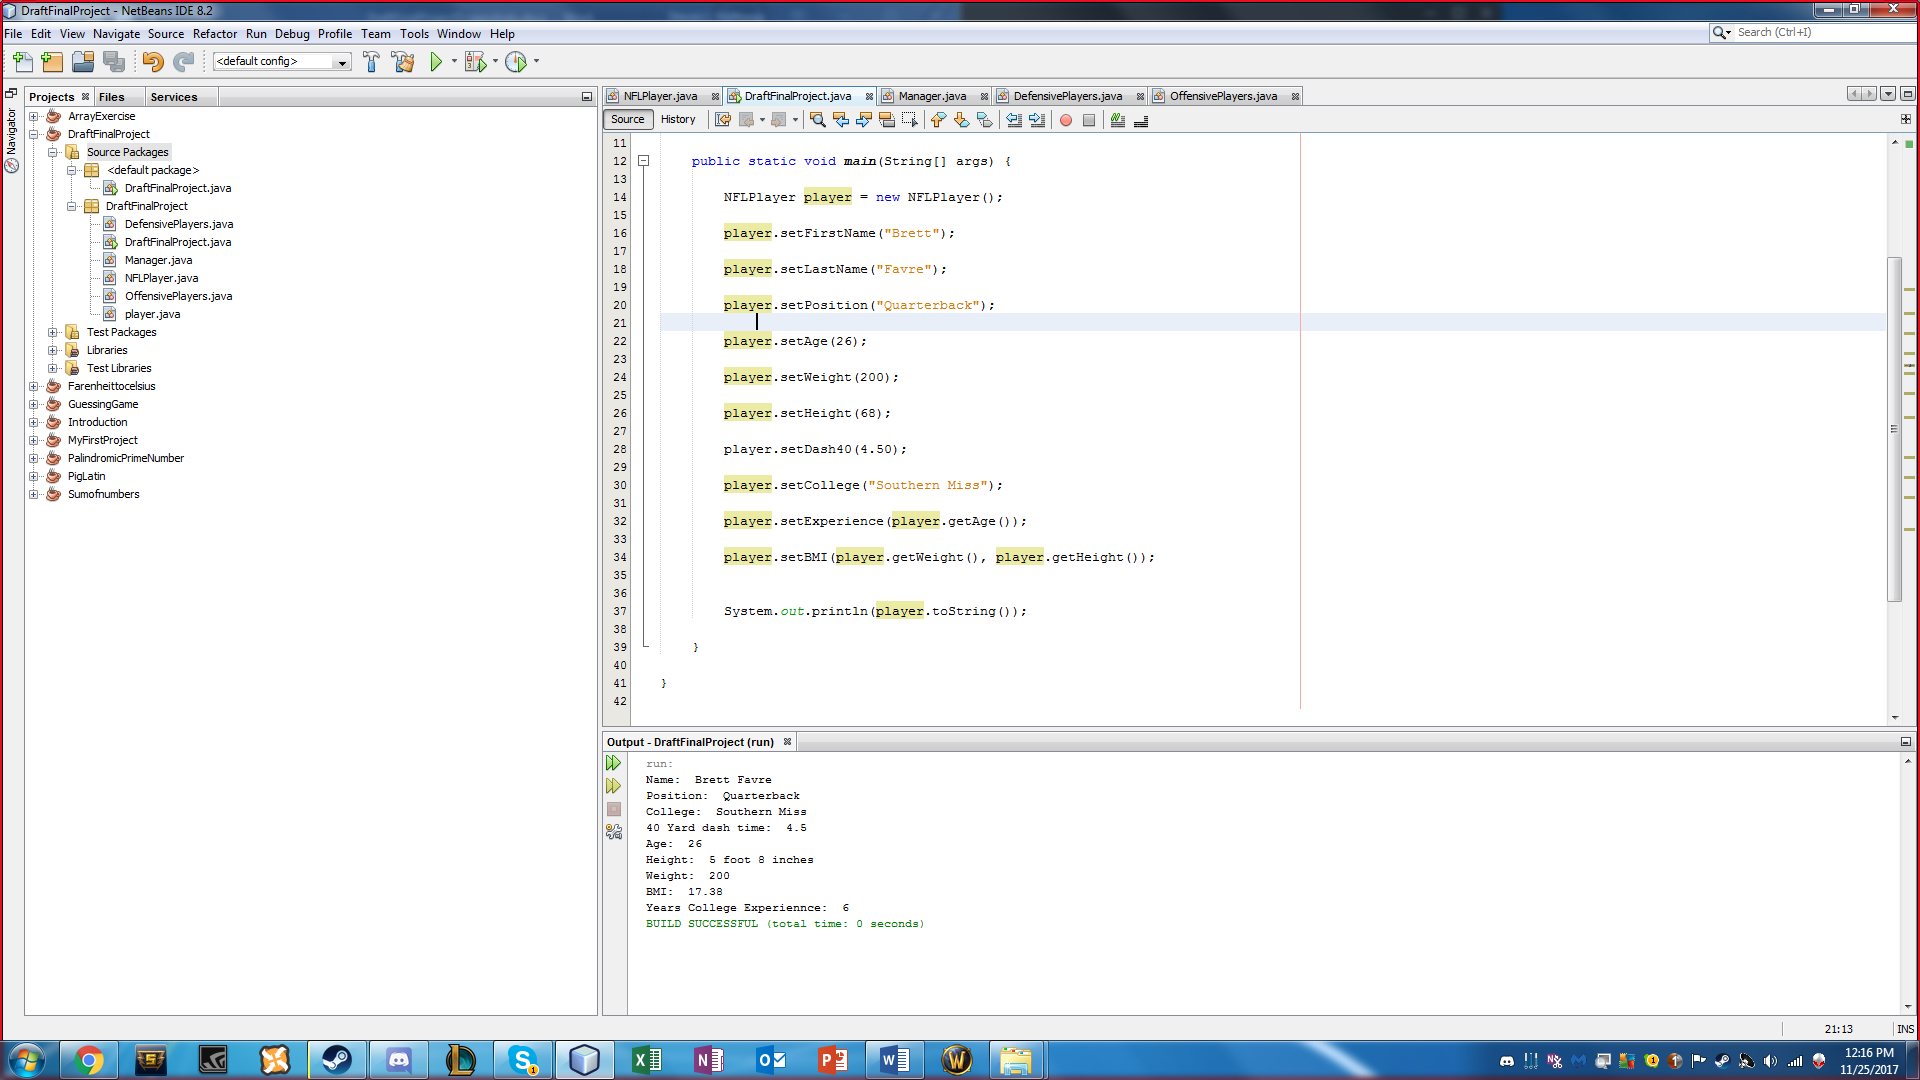 DraftFinalProject - NetBeans IDE 8.2
File Edit View Navigate Source Refactor Run Debug Profile Team Tools Window Help
Search (Ctrl+I)
<default config>
Navigator
Projects Files Services
ArrayExercise
DraftFinalProject
Source Packages
<default package>
DraftFinalProject.java
DraftFinalProject
DefensivePlayers.java
DraftFinalProject.java
Manager.java
NFLPlayer.java
OffensivePlayers.java
player.java
Test Packages
Libraries
Test Libraries
Farenheittocelsius
GuessingGame
Introduction
MyFirstProject
PalindromicPrimeNumber
PigLatin
Sumofnumbers
NFLPlayer.java DraftFinalProject.java Manager.java DefensivePlayers.java OffensivePlayers.java
Source History
11
12 public static void main(String[] args) {
13
14 NFLPlayer player = new NFLPlayer();
15
16 player.setFirstName("Brett");
17
18 player.setLastName("Favre");
19
20 player.setPosition("Quarterback");
21
22 player.setAge(26);
23
24 player.setWeight(200);
25
26 player.setHeight(68);
27
28 player.setDash40(4.50);
29
30 player.setCollege("Southern Miss");
31
32 player.setExperience(player.getAge());
33
34 player.setBMI(player.getWeight(), player.getHeight());
35
36
37 System.out.println(player.toString());
38
39 }
40
41 }
42
Output - DraftFinalProject (run)
run:
Name: Brett Favre
Position: Quarterback
College: Southern Miss
40 Yard dash time: 4.5
Age: 26
Height: 5 foot 8 inches
Weight: 200
BMI: 17.38
Years College Experiennce: 6
BUILD SUCCESSFUL (total time: 0 seconds)
21:13 INS
12:16 PM
11/25/2017